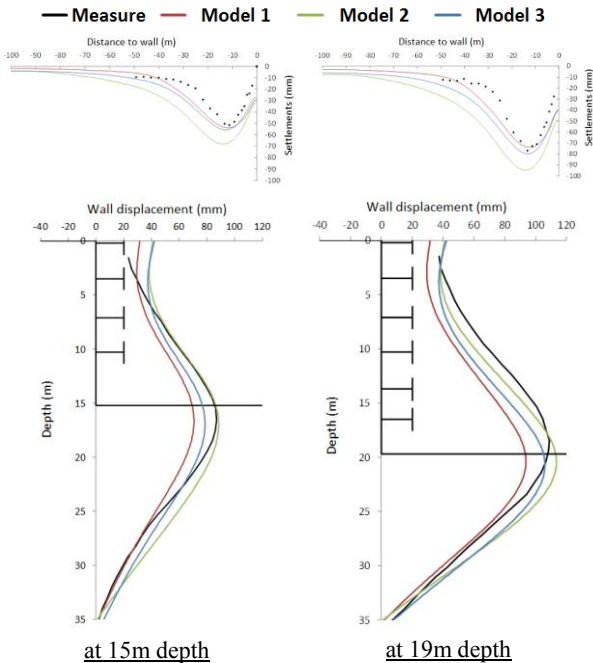 Measure Model 1 Model 2 Model 3
Distance to wall (m) Distance to wall (m)
-100 -90 -80 -70 -60 -50 -40 -30 -20 -10 0 -100 -90 -80 -70 -60 -50 -40 -30 -20 -10 0
0 0
-10 -10
-20 -20
-30 -30
-40 -40
-50 -50
-60 -60
-70 -70
-80 -80
-90 -90
-100 -100
Settlements (mm) Settlements (mm)
Wall displacement (mm) Wall displacement (mm)
-40 -20 0 20 40 60 80 100 120 -40 -20 0 20 40 60 80 100 120
0 0
5 5
10 10
15 15
20 20
25 25
30 30
35 35
Depth (m) Depth (m)
at 15m depth at 19m depth